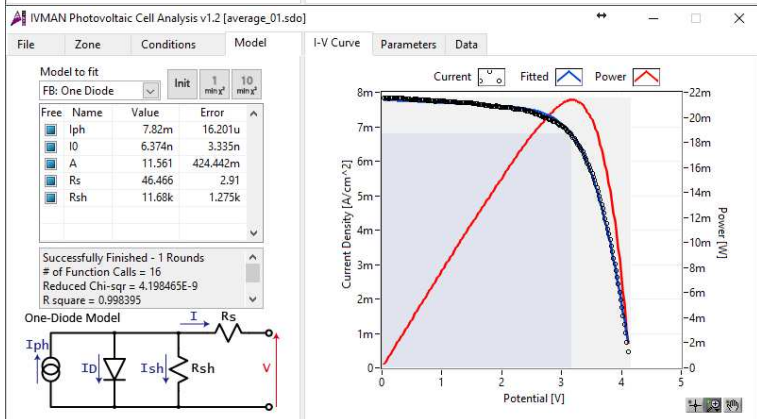 IVMAN Photovoltaic Cell Analysis v1.2 [average_01.sdo]
File Zone Conditions Model
Model to fit
FB: One Diode
Init
1 min χ²
10 min χ²
Free Name Value Error
Iph 7.82m 16.201u
I0 6.374n 3.335n
A 11.561 424.442m
Rs 46.466 2.91
Rsh 11.68k 1.275k
Successfully Finished - 1 Rounds
# of Function Calls = 16
Reduced Chi-sqr = 4.198465E-9
R square = 0.998395
One-Diode Model
I Rs
Iph ID Ish Rsh V
I-V Curve Parameters Data
Current Fitted Power
8m 22m
20m
7m
18m
6m 16m
5m 14m
12m
4m
10m
3m 8m
6m
2m
4m
1m
2m
0 0
0 1 2 3 4 5
Current Density [A/cm^2]
Power [W]
Potential [V]